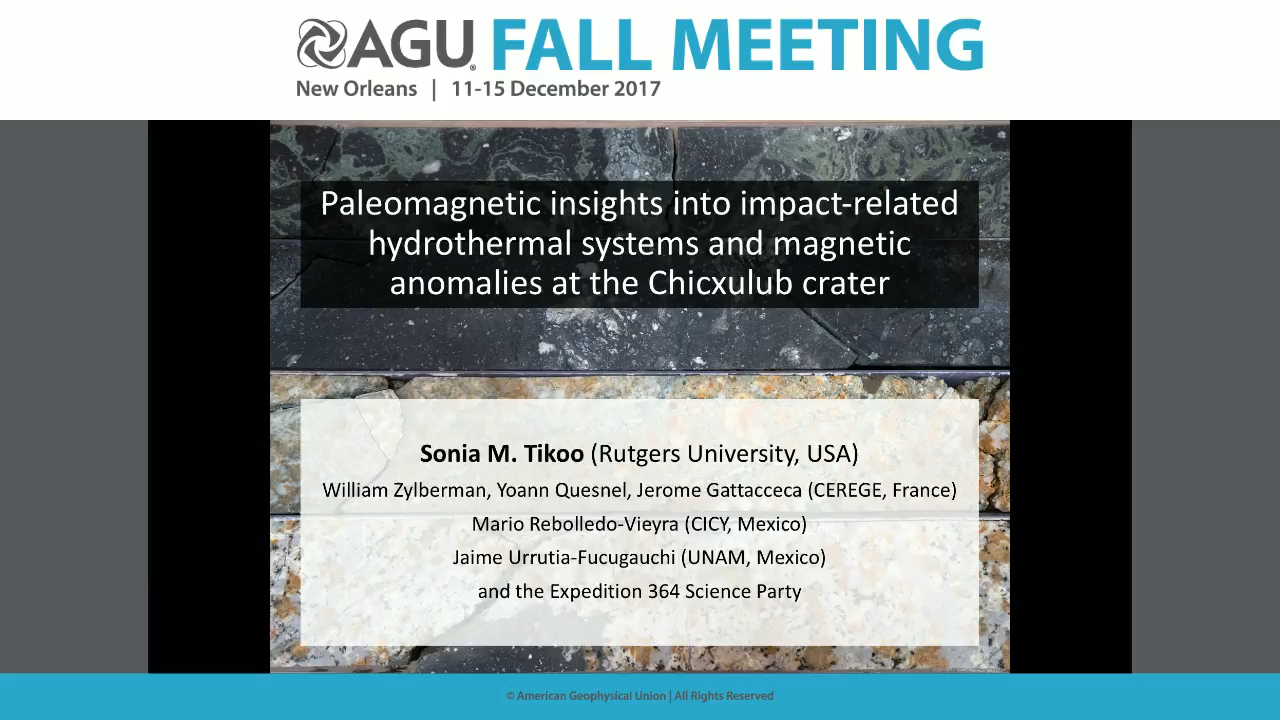 AGU FALL MEETING
New Orleans | 11-15 December 2017
Paleomagnetic insights into impact-related
hydrothermal systems and magnetic
anomalies at the Chicxulub crater
Sonia M. Tikoo (Rutgers University, USA)
William Zylberman, Yoann Quesnel, Jerome Gattacceca (CEREGE, France)
Mario Rebolledo-Vieyra (CICY, Mexico)
Jaime Urrutia-Fucugauchi (UNAM, Mexico)
and the Expedition 364 Science Party
© American Geophysical Union | All Rights Reserved